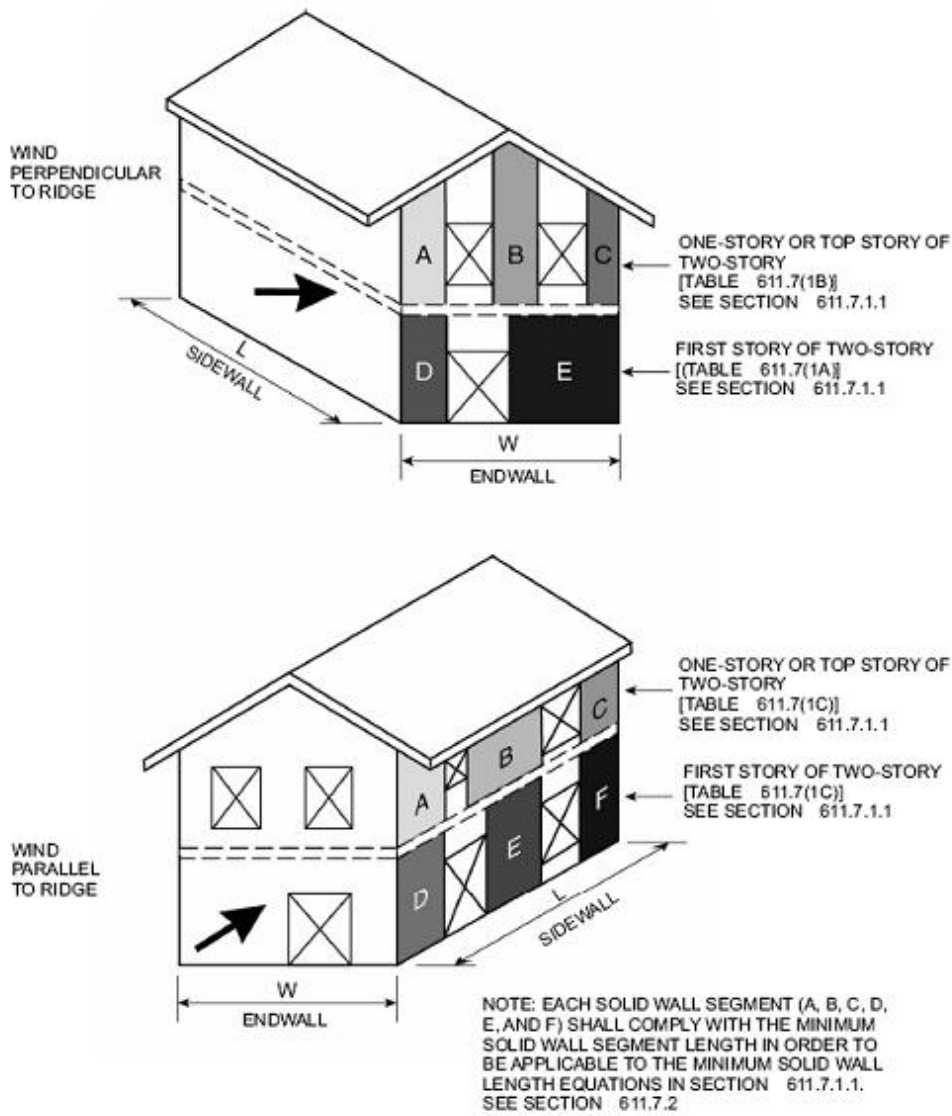 WIND
PERPENDICULAR
TO RIDGE
A
B
C
ONE-STORY OR TOP STORY OF
TWO-STORY
[TABLE 611.7(1B)]
SEE SECTION 611.7.1.1
D
E
FIRST STORY OF TWO-STORY
[(TABLE 611.7(1A)]
SEE SECTION 611.7.1.1
L
SIDEWALL
W
ENDWALL
ONE-STORY OR TOP STORY OF
TWO-STORY
[TABLE 611.7(1C)]
SEE SECTION 611.7.1.1
A
B
C
FIRST STORY OF TWO-STORY
[TABLE 611.7(1C)]
SEE SECTION 611.7.1.1
D
E
F
WIND
PARALLEL
TO RIDGE
L
SIDEWALL
W
ENDWALL
NOTE: EACH SOLID WALL SEGMENT (A, B, C, D,
E, AND F) SHALL COMPLY WITH THE MINIMUM
SOLID WALL SEGMENT LENGTH IN ORDER TO
BE APPLICABLE TO THE MINIMUM SOLID WALL
LENGTH EQUATIONS IN SECTION 611.7.1.1.
SEE SECTION 611.7.2